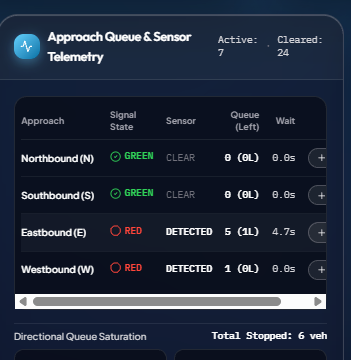 Approach Queue & Sensor
Telemetry
Active:
7
·
Cleared:
24
Approach Signal State Sensor Queue (Left) Wait
Northbound (N) GREEN CLEAR 0 (0L) 0.0s +
Southbound (S) GREEN CLEAR 0 (0L) 0.0s +
Eastbound (E) RED DETECTED 5 (1L) 4.7s +
Westbound (W) RED DETECTED 1 (0L) 0.0s +
Directional Queue Saturation Total Stopped: 6 veh